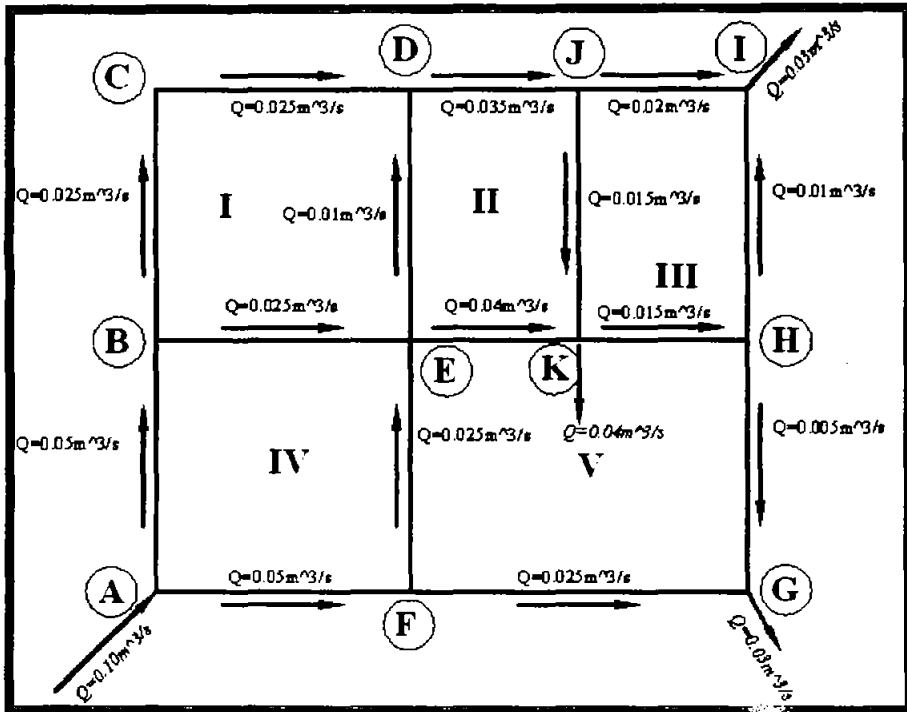 D
J
I
C
Q=0.03m^3/s
Q=0.025m^3/s
Q=0.035m^3/s
Q=0.02m^3/s
Q=0.025m^3/s
I
Q=0.01m^3/s
II
Q=0.015m^3/s
Q=0.01m^3/s
III
Q=0.025m^3/s
Q=0.04m^3/s
Q=0.015m^3/s
B
E
K
H
Q=0.05m^3/s
IV
Q=0.025m^3/s
Q=0.04m^3/s
V
Q=0.005m^3/s
A
Q=0.05m^3/s
Q=0.025m^3/s
G
F
Q=0.10m^3/s
Q=0.03m^3/s